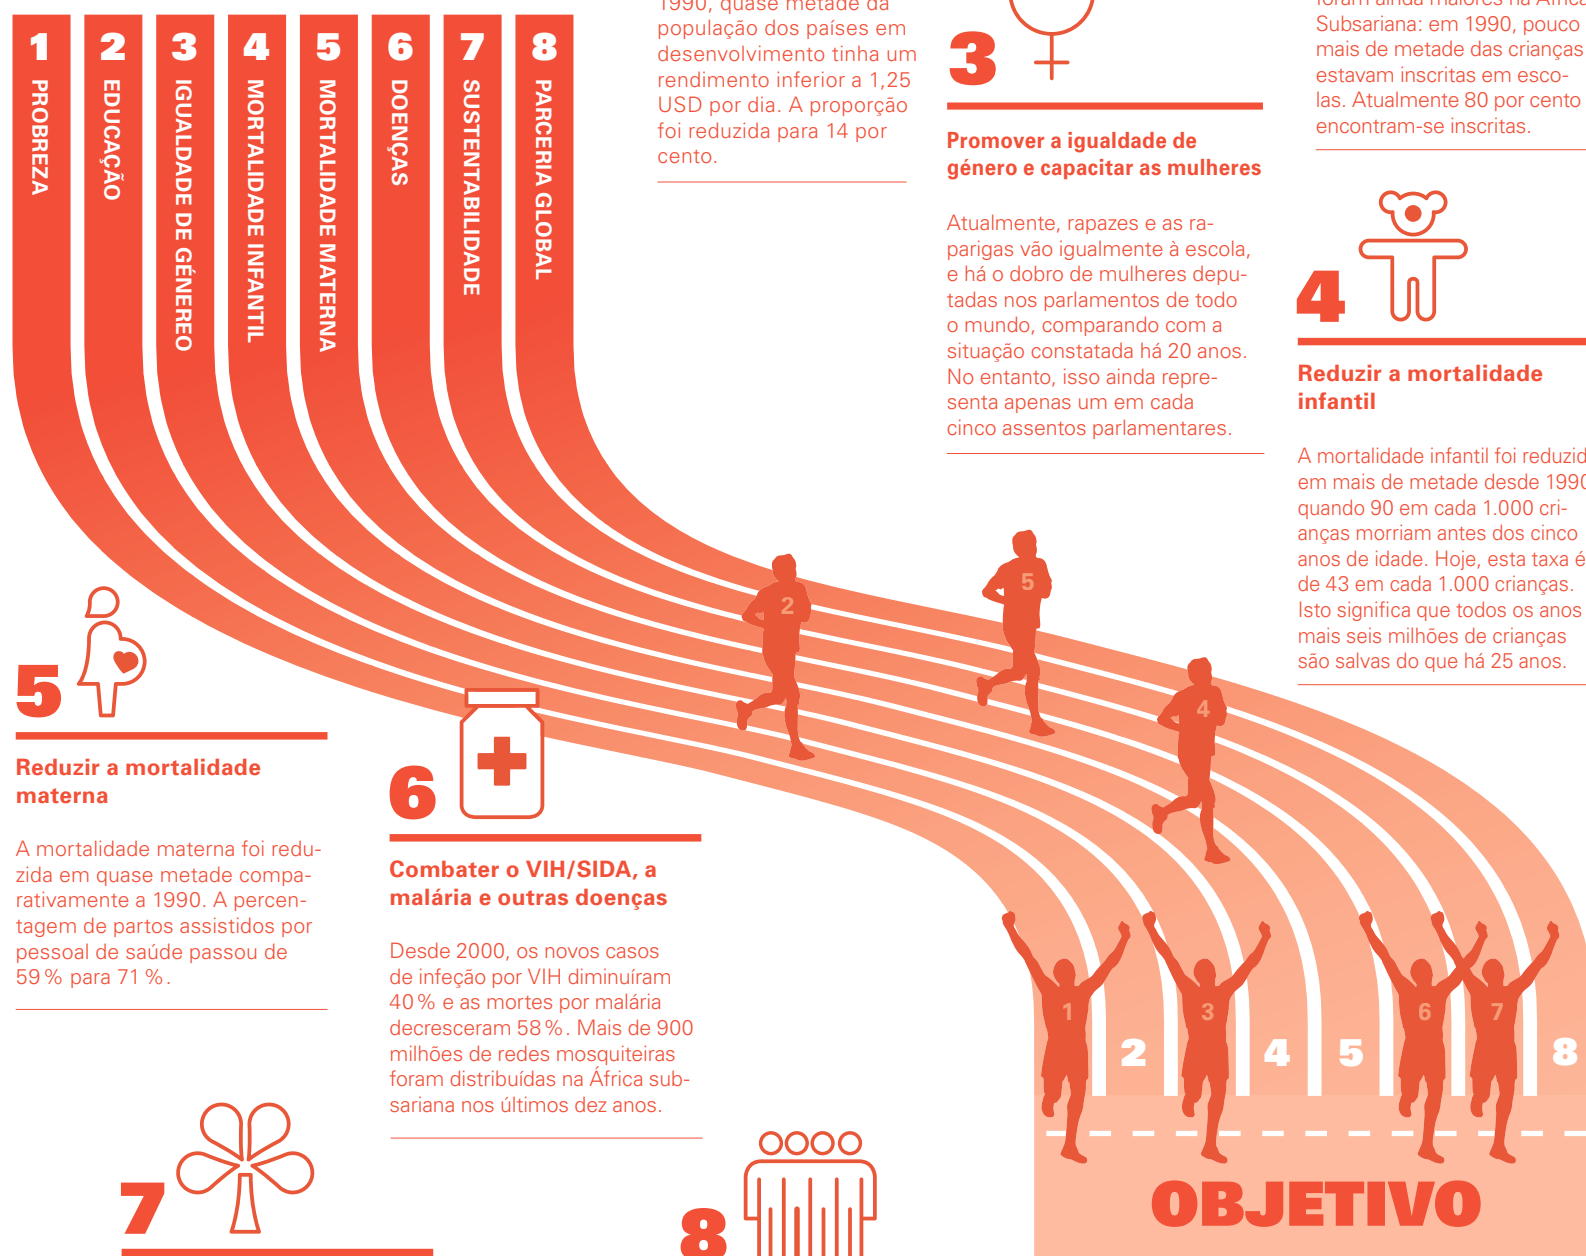 1
PROBREZA
2
EDUCAÇÃO
3
IGUALDADE DE GÉNEREO
4
MORTALIDADE INFANTIL
5
MORTALIDADE MATERNA
6
DOENÇAS
7
SUSTENTABILIDADE
8
PARCERIA GLOBAL
1990, quase metade da
população dos países em
desenvolvimento tinha um
rendimento inferior a 1,25
USD por dia. A proporção
foi reduzida para 14 por
cento.
3
Promover a igualdade de
género e capacitar as mulheres
Atualmente, rapazes e as ra-
parigas vão igualmente à escola,
e há o dobro de mulheres depu-
tadas nos parlamentos de todo
o mundo, comparando com a
situação constatada há 20 anos.
No entanto, isso ainda repre-
senta apenas um em cada
cinco assentos parlamentares.
foram ainda maiores na África
Subsariana: em 1990, pouco
mais de metade das crianças
estavam inscritas em esco-
las. Atualmente 80 por cento
encontram-se inscritas.
4
Reduzir a mortalidade
infantil
A mortalidade infantil foi reduzid
em mais de metade desde 1990
quando 90 em cada 1.000 cri-
anças morriam antes dos cinco
anos de idade. Hoje, esta taxa é
de 43 em cada 1.000 crianças.
Isto significa que todos os anos
mais seis milhões de crianças
são salvas do que há 25 anos.
5
Reduzir a mortalidade
materna
A mortalidade materna foi redu-
zida em quase metade compa-
rativamente a 1990. A percen-
tagem de partos assistidos por
pessoal de saúde passou de
59 % para 71 %.
6
Combater o VIH/SIDA, a
malária e outras doenças
Desde 2000, os novos casos
de infeção por VIH diminuíram
40 % e as mortes por malária
decresceram 58 %. Mais de 900
milhões de redes mosquiteiras
foram distribuídas na África sub-
sariana nos últimos dez anos.
7
8
2
5
4
1
2
3
4
5
6
7
8
OBJETIVO